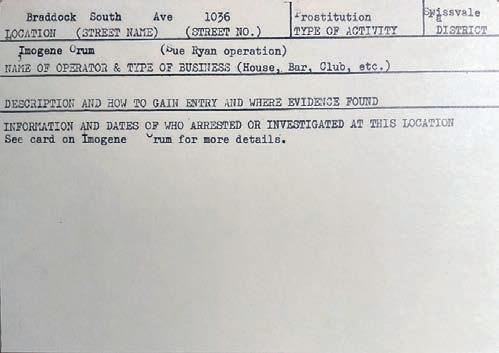 Braddock South Ave 1036 Prostitution Swissvale
LOCATION (STREET NAME) (STREET NO.) TYPE OF ACTIVITY DISTRICT
Imogene Orum (Sue Ryan operation)
NAME OF OPERATOR & TYPE OF BUSINESS (House, Bar, Club, etc.)
DESCRIPTION AND HOW TO GAIN ENTRY AND WHERE EVIDENCE FOUND
INFORMATION AND DATES OF WHO ARRESTED OR INVESTIGATED AT THIS LOCATION
See card on Imogene Orum for more details.